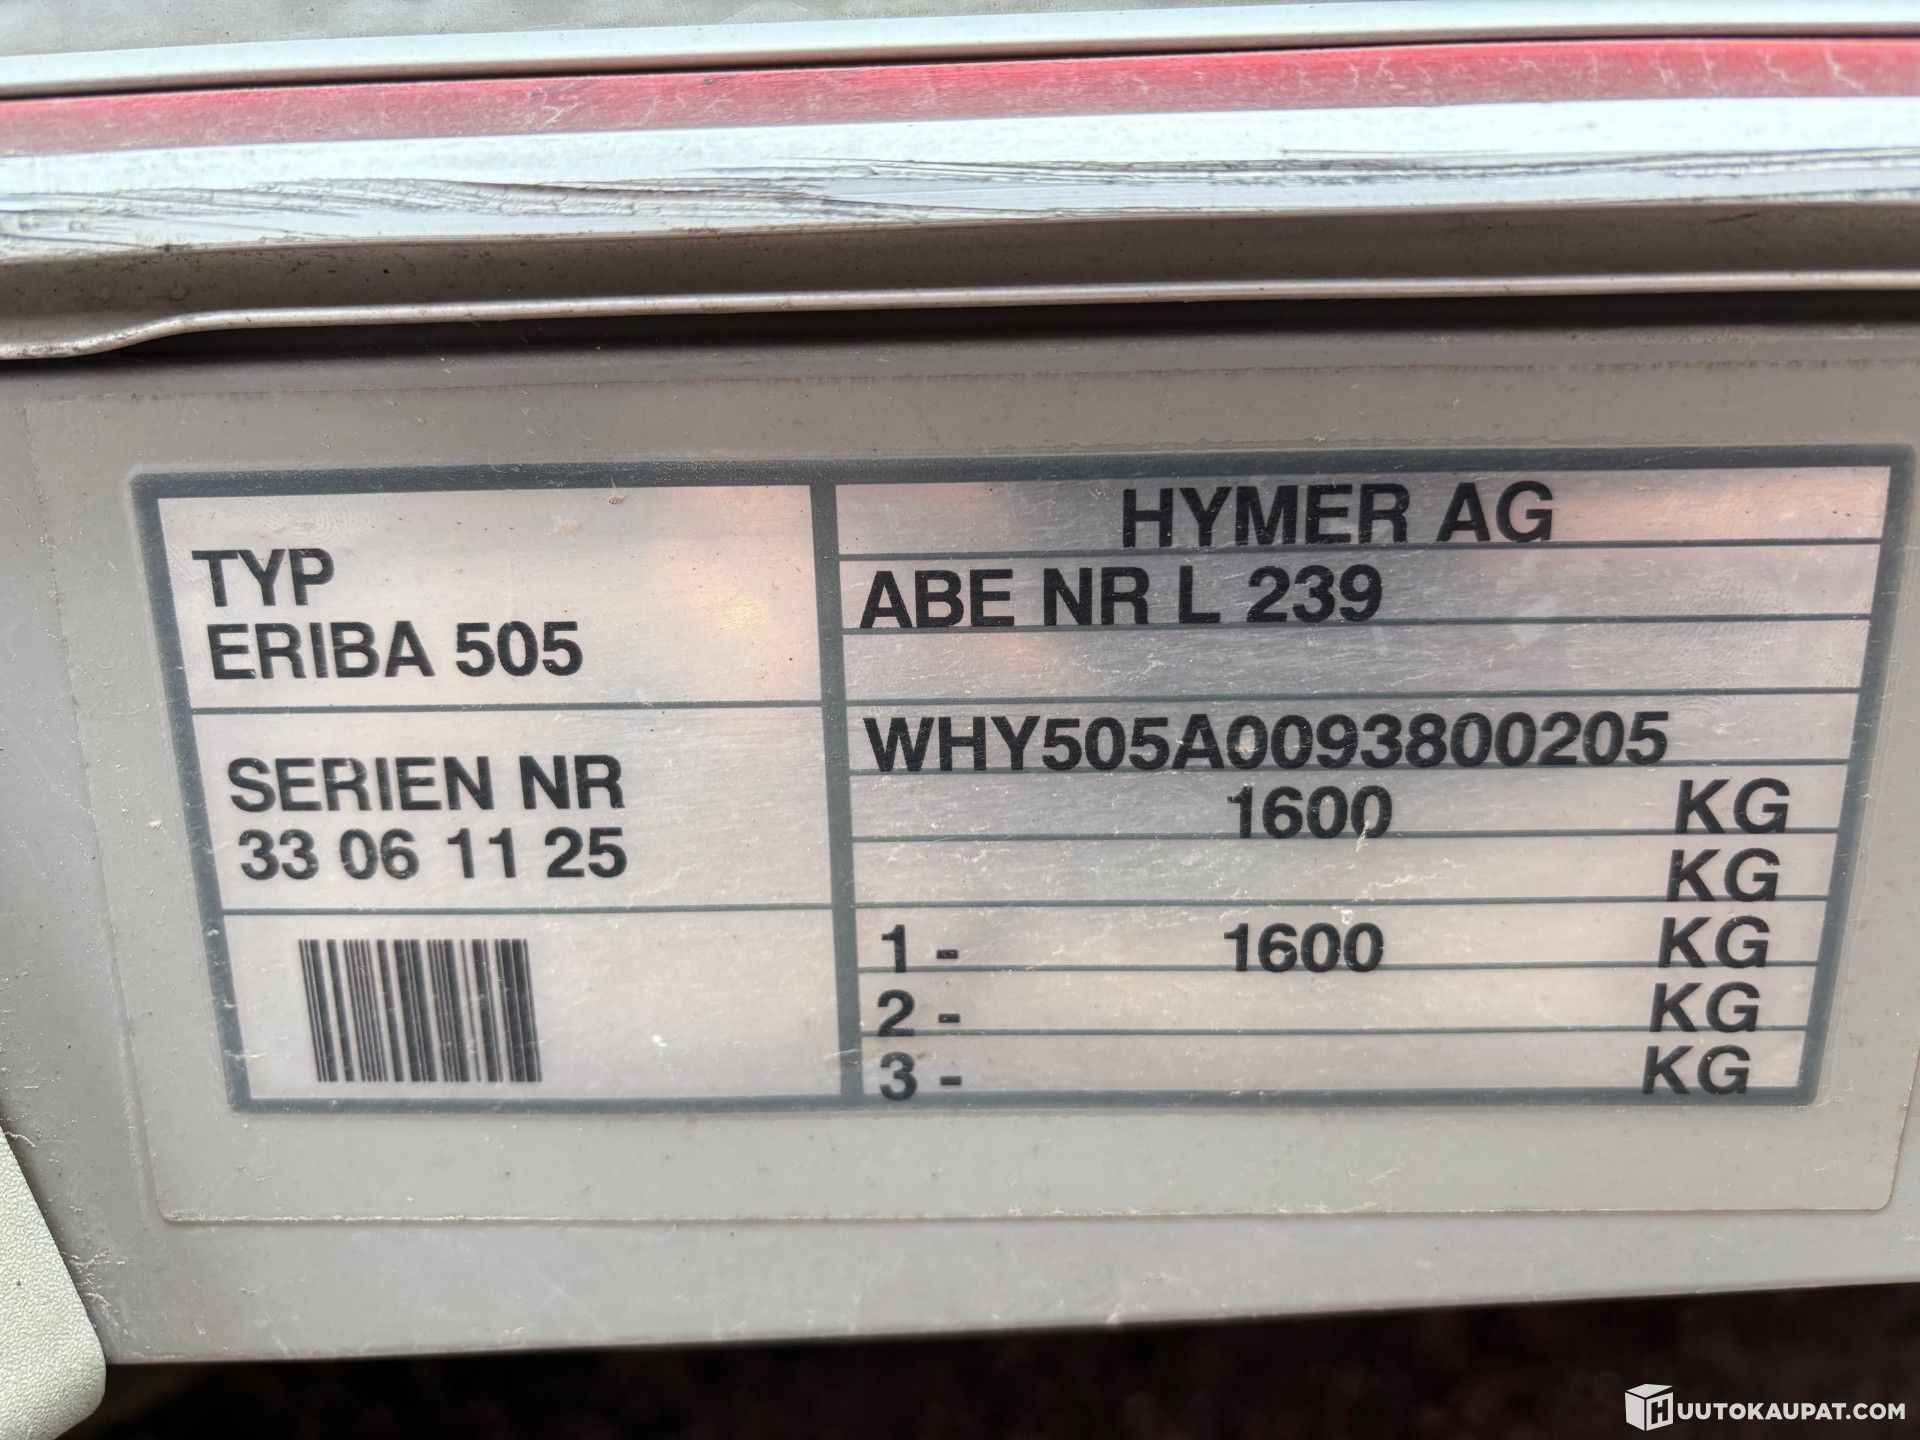 TYP
ERIBA 505
SERIEN NR
33 06 11 25
HYMER AG
ABE NR L 239
WHY505A0093800205
1600 KG
KG
1 - 1600 KG
2 - KG
3 - KG
HUUTOKAUPAT.COM